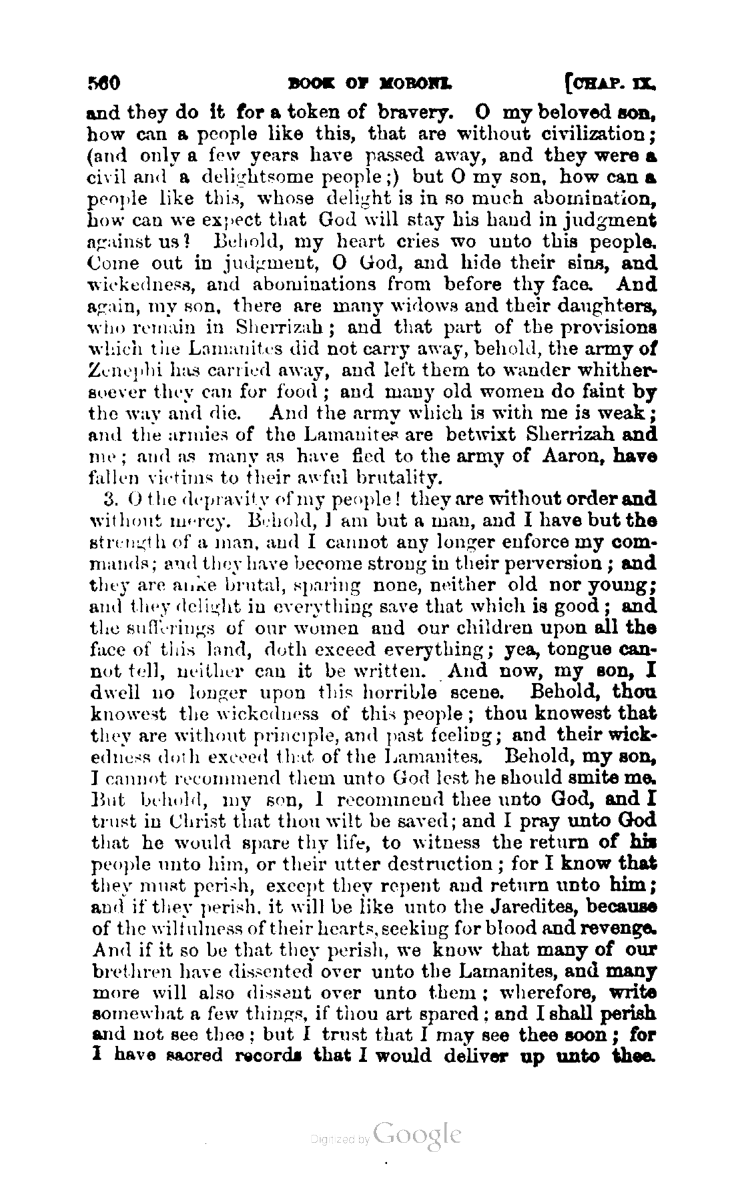 560 BOOK OF MORONI. [CHAP. IX.
and they do it for a token of bravery. O my beloved son,
how can a people like this, that are without civilization;
(and only a few years have passed away, and they were a
civil and a delightsome people;) but O my son, how can a
people like this, whose delight is in so much abomination,
how can we expect that God will stay his hand in judgment
against us? Behold, my heart cries wo unto this people.
Come out in judgment, O God, and hide their sins, and
wickedness, and abominations from before thy face. And
again, my son, there are many widows and their daughters,
who remain in Sherrizah; and that part of the provisions
which the Lamanites did not carry away, behold, the army of
Zenephi has carried away, and left them to wander whither-
soever they can for food; and many old women do faint by
the way and die. And the army which is with me is weak;
and the armies of the Lamanites are betwixt Sherrizah and
me; and as many as have fled to the army of Aaron, have
fallen victims to their awful brutality.
3. O the depravity of my people! they are without order and
without mercy. Behold, I am but a man, and I have but the
strength of a man, and I cannot any longer enforce my com-
mands; and they have become strong in their perversion; and
they are alike brutal, sparing none, neither old nor young;
and they delight in everything save that which is good; and
the sufferings of our women and our children upon all the
face of this land, doth exceed everything; yea, tongue can-
not tell, neither can it be written. And now, my son, I
dwell no longer upon this horrible scene. Behold, thou
knowest the wickedness of this people; thou knowest that
they are without principle, and past feeling; and their wick-
edness doth exceed that of the Lamanites. Behold, my son,
I cannot recommend them unto God lest he should smite me.
But behold, my son, I recommend thee unto God, and I
trust in Christ that thou wilt be saved; and I pray unto God
that he would spare thy life, to witness the return of his
people unto him, or their utter destruction; for I know that
they must perish, except they repent and return unto him;
and if they perish, it will be like unto the Jaredites, because
of the wilfulness of their hearts, seeking for blood and revenge.
And if it so be that they perish, we know that many of our
brethren have dissented over unto the Lamanites, and many
more will also dissent over unto them; wherefore, write
somewhat a few things, if thou art spared; and I shall perish
and not see thee; but I trust that I may see thee soon; for
I have sacred records that I would deliver up unto thee.
Digitized by Google